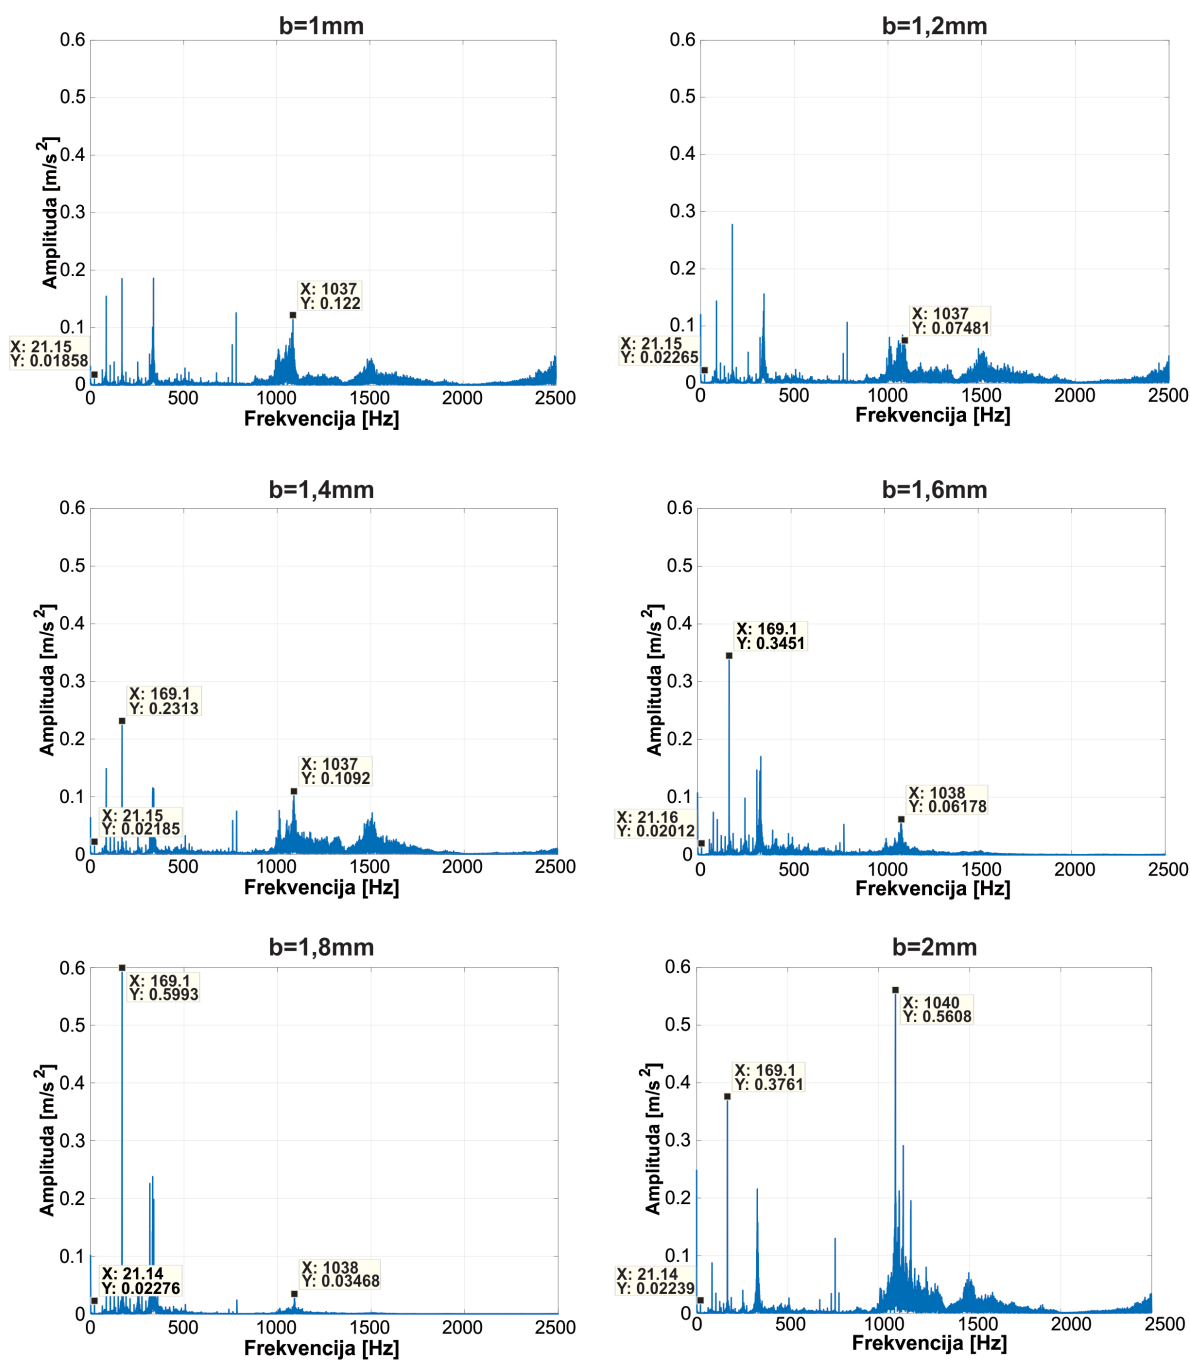 b=1mm
0.6
0.5
0.4
0.3
0.2
0.1
0
Amplituda [m/s 2]
X: 1037
Y: 0.122
X: 21.15
Y: 0.01858
0 500 1000 1500 2000 2500
Frekvencija [Hz]
b=1,2mm
0.6
0.5
0.4
0.3
0.2
0.1
0
X: 1037
Y: 0.07481
X: 21.15
Y: 0.02265
0 500 1000 1500 2000 2500
Frekvencija [Hz]
b=1,4mm
0.6
0.5
0.4
0.3
0.2
0.1
0
Amplituda [m/s 2]
X: 169.1
Y: 0.2313
X: 1037
Y: 0.1092
X: 21.15
Y: 0.02185
0 500 1000 1500 2000 2500
Frekvencija [Hz]
b=1,6mm
0.6
0.5
0.4
0.3
0.2
0.1
0
Amplituda [m/s 2]
X: 169.1
Y: 0.3451
X: 1038
Y: 0.06178
X: 21.16
Y: 0.02012
0 500 1000 1500 2000 2500
Frekvencija [Hz]
b=1,8mm
0.6
0.5
0.4
0.3
0.2
0.1
0
Amplituda [m/s 2]
X: 169.1
Y: 0.5993
X: 1038
Y: 0.03468
X: 21.14
Y: 0.02276
0 500 1000 1500 2000 2500
Frekvencija [Hz]
b=2mm
0.6
0.5
0.4
0.3
0.2
0.1
0
Amplituda [m/s 2]
X: 1040
Y: 0.5608
X: 169.1
Y: 0.3761
X: 21.14
Y: 0.02239
0 500 1000 1500 2000 2500
Frekvencija [Hz]